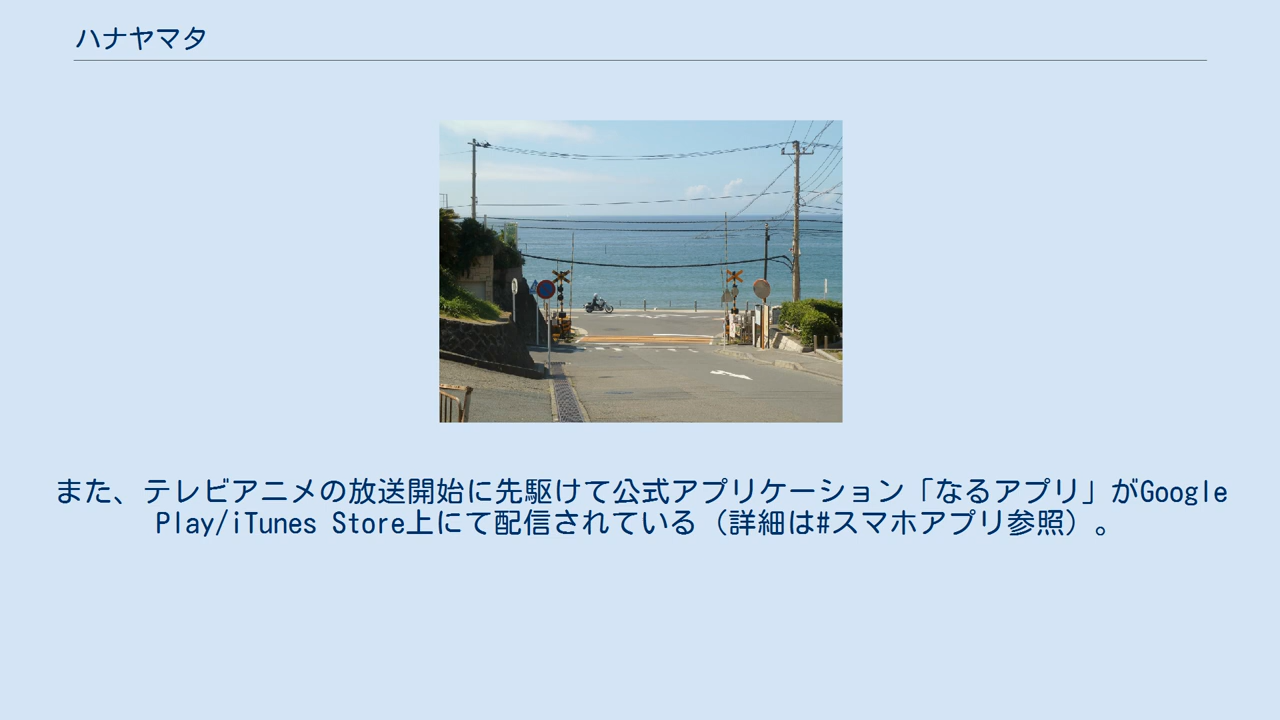 ハナヤマタ
また、テレビアニメの放送開始に先駆けて公式アプリケーション「なるアプリ」がGoogle
Play/iTunes Store上にて配信されている（詳細は#スマホアプリ参照）。